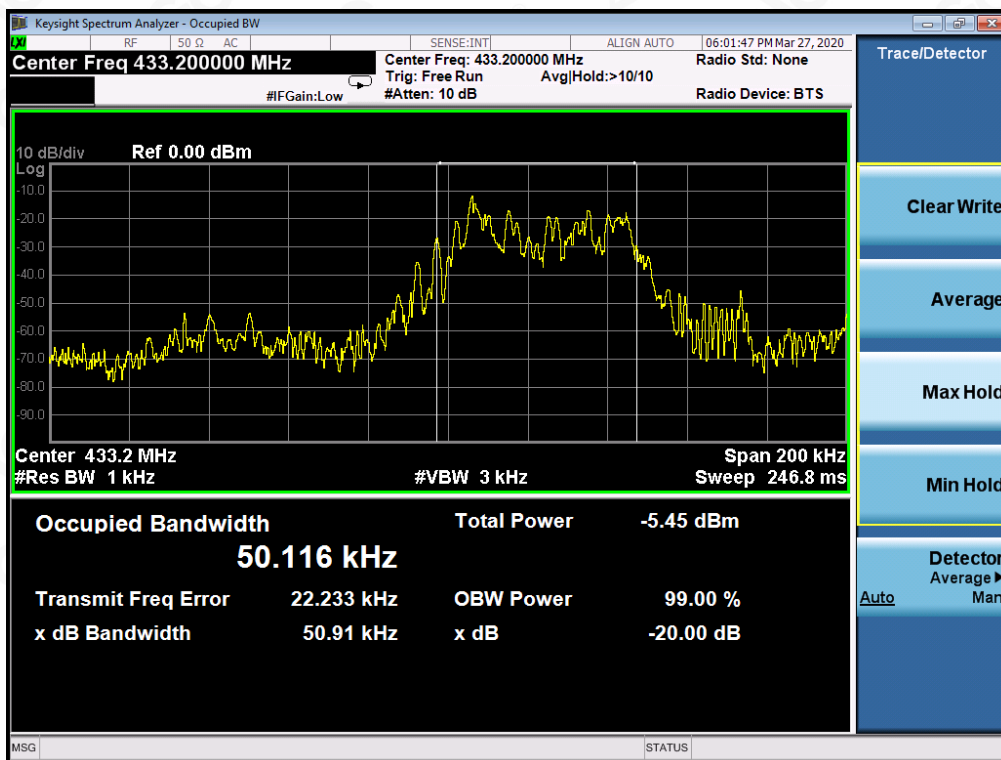 Keysight Spectrum Analyzer - Occupied BW
LXI RF 50 Ω AC SENSE:INT ALIGN AUTO 06:01:47 PM Mar 27, 2020
Center Freq 433.200000 MHz
Center Freq: 433.200000 MHz
Radio Std: None
Trig: Free Run Avg|Hold:>10/10
#IFGain:Low
#Atten: 10 dB
Radio Device: BTS
Trace/Detector
10 dB/div Ref 0.00 dBm
Log
-10.0
-20.0
-30.0
-40.0
-50.0
-60.0
-70.0
-80.0
-90.0
Center 433.2 MHz Span 200 kHz
#Res BW 1 kHz #VBW 3 kHz Sweep 246.8 ms
Occupied Bandwidth Total Power -5.45 dBm
50.116 kHz
Transmit Freq Error 22.233 kHz OBW Power 99.00 %
x dB Bandwidth 50.91 kHz x dB -20.00 dB
Clear Write
Average
Max Hold
Min Hold
Detector
Average▶
Auto Man
MSG STATUS